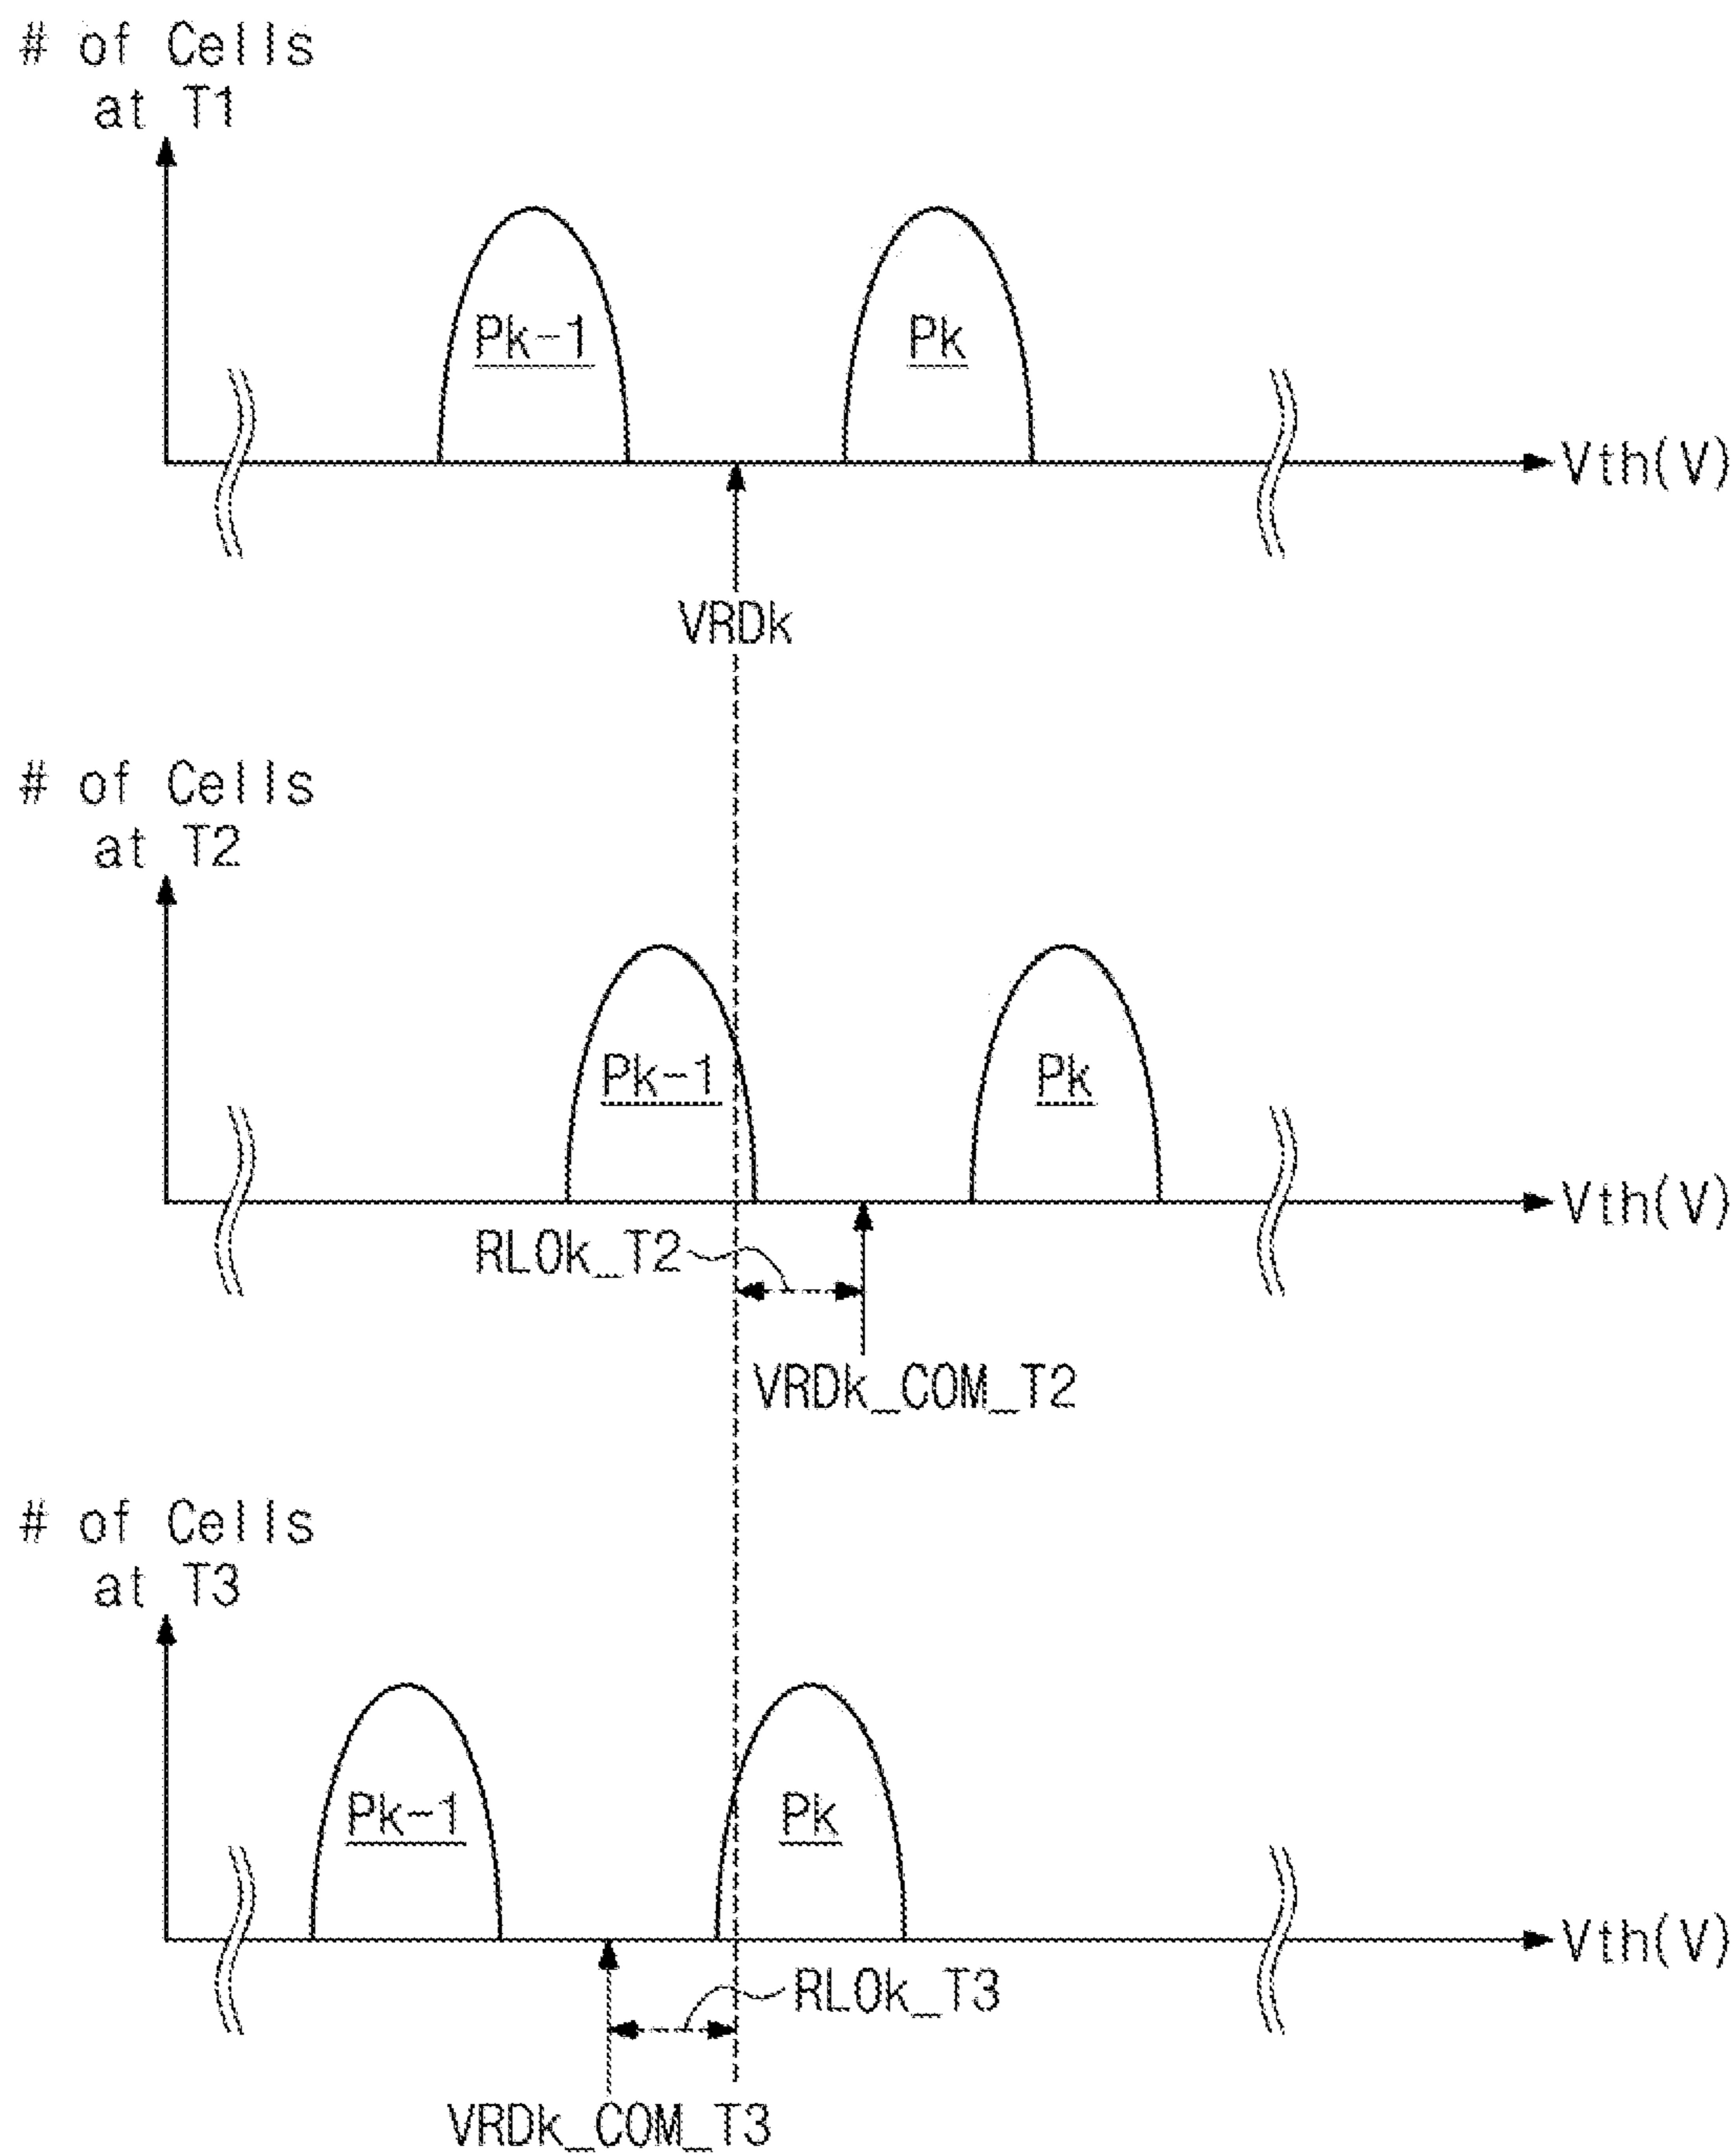 # of Cells
at T1
Pk-1
Pk
Vth(V)
VRDk
# of Cells
at T2
Pk-1
Pk
Vth(V)
RLOk_T2
VRDk_COM_T2
# of Cells
at T3
Pk-1
Pk
Vth(V)
RLOk_T3
VRDk_COM_T3